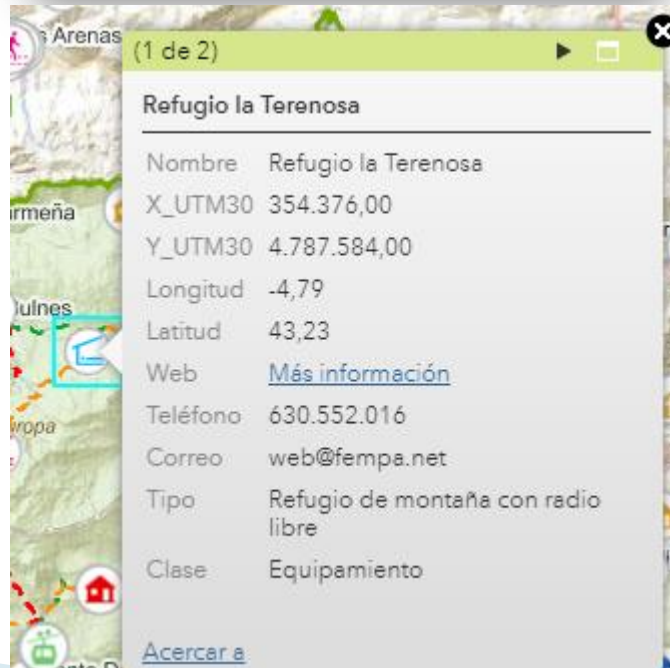 Arenas
(1 de 2)
Refugio la Terenosa
Nombre Refugio la Terenosa
X_UTM30 354.376,00
rmeña
Y_UTM30 4.787.584,00
Longitud -4,79
ulnes
Latitud 43,23
Web Más información
Teléfono 630.552.016
ropa
Correo web@fempa.net
Tipo Refugio de montaña con radio
libre
Clase Equipamiento
Acercar a